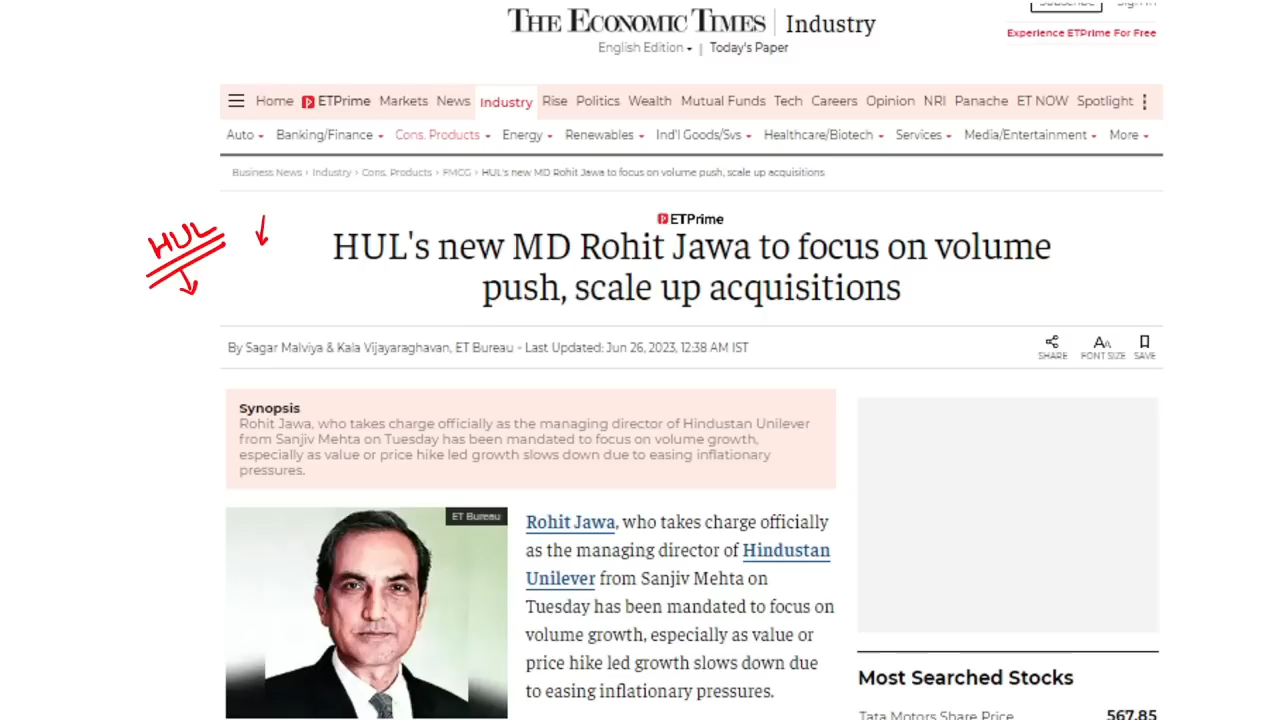 Subscribe
Sign In
THE ECONOMIC TIMES | Industry
English Edition | Today's Paper
Experience ETPrime For Free
Home ETPrime Markets News Industry Rise Politics Wealth Mutual Funds Tech Careers Opinion NRI Panache ET NOW Spotlight
Auto Banking/Finance Cons. Products Energy Renewables Ind'l Goods/Svs Healthcare/Biotech Services Media/Entertainment More
Business News › Industry › Cons. Products › FMCG › HUL's new MD Rohit Jawa to focus on volume push, scale up acquisitions
HUL
ETPrime
HUL's new MD Rohit Jawa to focus on volume
push, scale up acquisitions
By Sagar Malviya & Kala Vijayaraghavan, ET Bureau - Last Updated: Jun 26, 2023, 12:38 AM IST
SHARE
AA
FONT SIZE
SAVE
Synopsis
Rohit Jawa, who takes charge officially as the managing director of Hindustan Unilever
from Sanjiv Mehta on Tuesday has been mandated to focus on volume growth,
especially as value or price hike led growth slows down due to easing inflationary
pressures.
ET Bureau
Rohit Jawa, who takes charge officially
as the managing director of Hindustan
Unilever from Sanjiv Mehta on
Tuesday has been mandated to focus on
volume growth, especially as value or
price hike led growth slows down due
to easing inflationary pressures.
Most Searched Stocks
Tata Motors Share Price 567.85